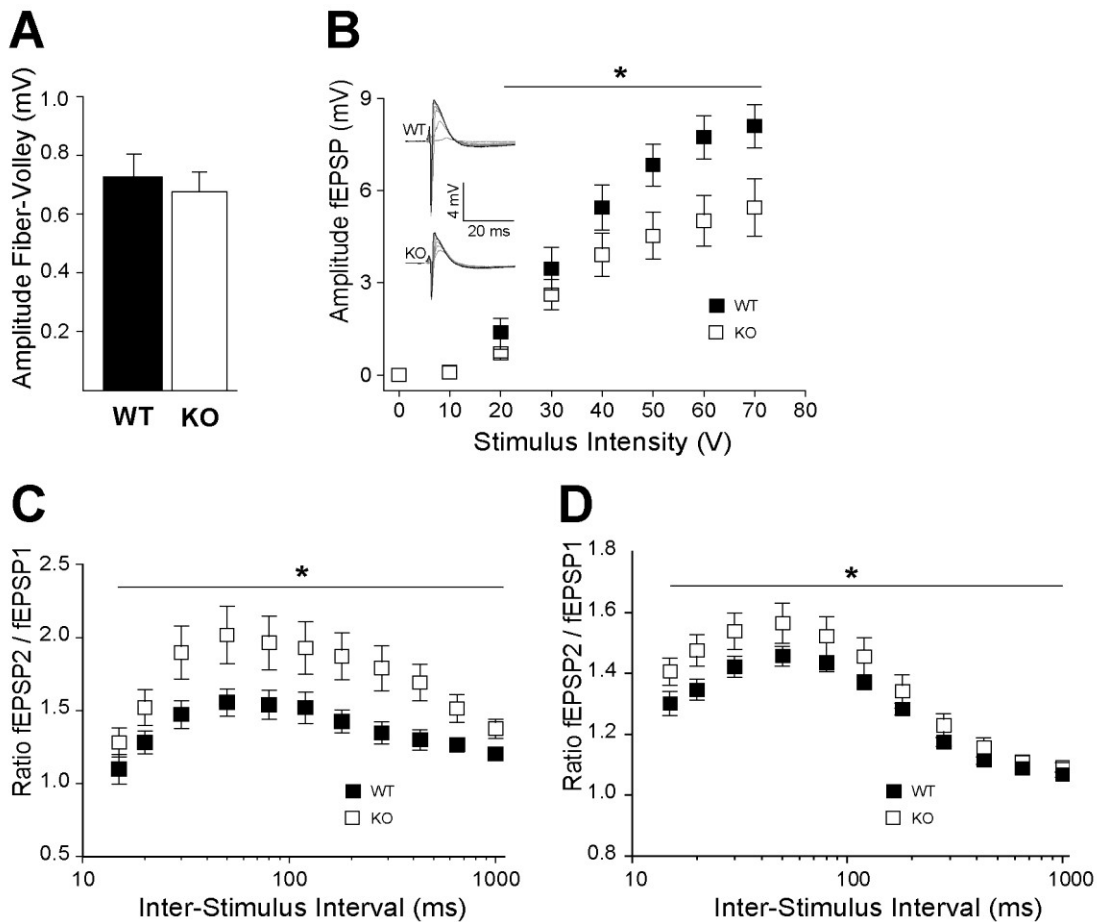 A
Amplitude Fiber-Volley (mV)
1.0
0.8
0.6
0.4
0.2
WT KO
B
*
Amplitude fEPSP (mV)
9
6
3
0
WT
4 mV
20 ms
KO
WT
KO
0 10 20 30 40 50 60 70 80
Stimulus Intensity (V)
C
*
Ratio fEPSP2 / fEPSP1
2.5
2.0
1.5
1.0
0.5
WT
KO
10 100 1000
Inter-Stimulus Interval (ms)
D
*
Ratio fEPSP2 / fEPSP1
1.8
1.6
1.4
1.2
1.0
0.8
WT
KO
10 100 1000
Inter-Stimulus Interval (ms)